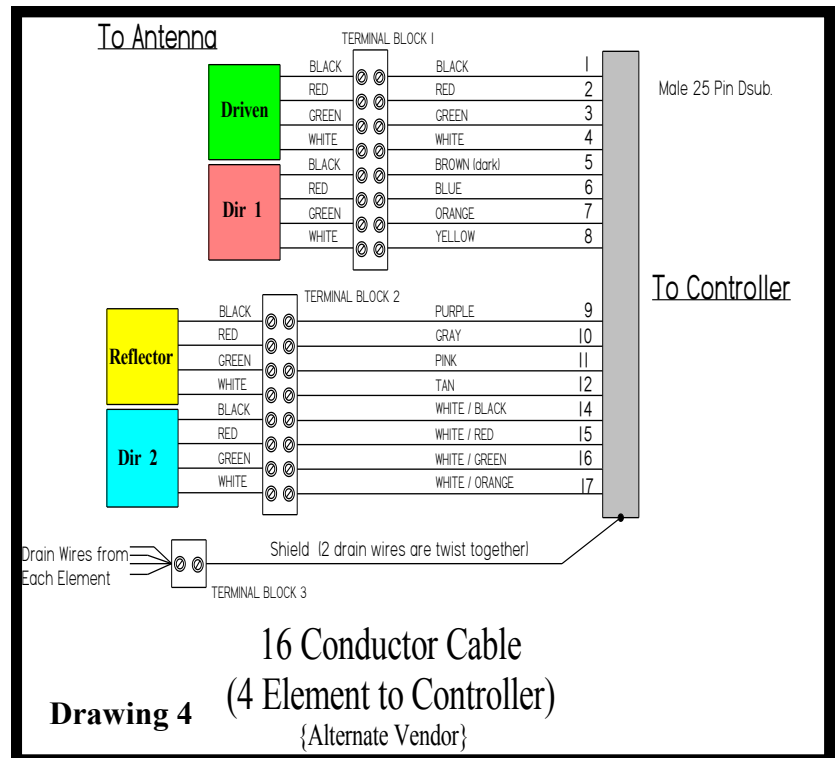 To Antenna
TERMINAL BLOCK 1
BLACK BLACK 1
Male 25 Pin Dsub.
RED RED 2
Driven
GREEN GREEN 3
WHITE WHITE 4
BLACK BROWN (dark) 5
RED BLUE 6
Dir 1
GREEN ORANGE 7
WHITE YELLOW 8
To Controller
TERMINAL BLOCK 2
BLACK PURPLE 9
RED GRAY 10
Reflector
GREEN PINK 11
WHITE TAN 12
BLACK WHITE / BLACK 14
RED WHITE / RED 15
Dir 2
GREEN WHITE / GREEN 16
WHITE WHITE / ORANGE 17
Drain Wires from
Each Element
Shield (2 drain wires are twist together)
TERMINAL BLOCK 3
16 Conductor Cable
(4 Element to Controller)
Drawing 4
{Alternate Vendor}